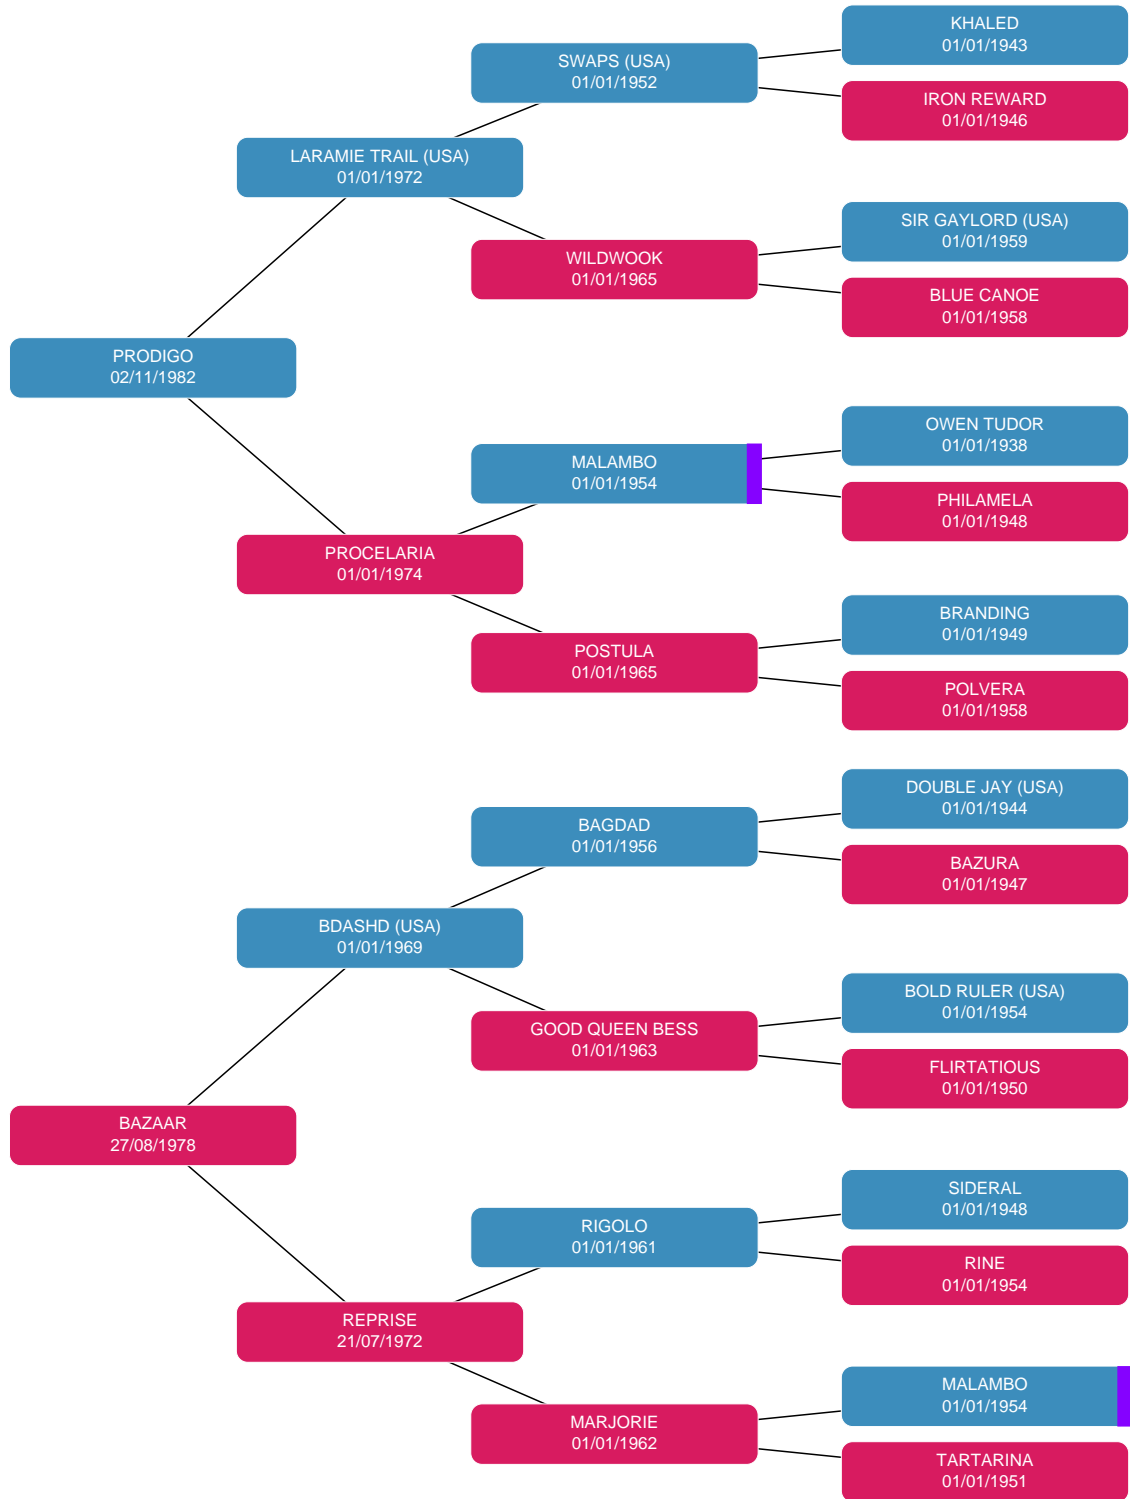 KHALED
01/01/1943
SWAPS (USA)
01/01/1952
IRON REWARD
01/01/1946
LARAMIE TRAIL (USA)
01/01/1972
SIR GAYLORD (USA)
01/01/1959
WILDWOOK
01/01/1965
BLUE CANOE
01/01/1958
PRODIGO
02/11/1982
OWEN TUDOR
01/01/1938
MALAMBO
01/01/1954
PHILAMELA
01/01/1948
PROCELARIA
01/01/1974
BRANDING
01/01/1949
POSTULA
01/01/1965
POLVERA
01/01/1958
DOUBLE JAY (USA)
01/01/1944
BAGDAD
01/01/1956
BAZURA
01/01/1947
BDASHD (USA)
01/01/1969
BOLD RULER (USA)
01/01/1954
GOOD QUEEN BESS
01/01/1963
FLIRTATIOUS
01/01/1950
BAZAAR
27/08/1978
SIDERAL
01/01/1948
RIGOLO
01/01/1961
RINE
01/01/1954
REPRISE
21/07/1972
MALAMBO
01/01/1954
MARJORIE
01/01/1962
TARTARINA
01/01/1951